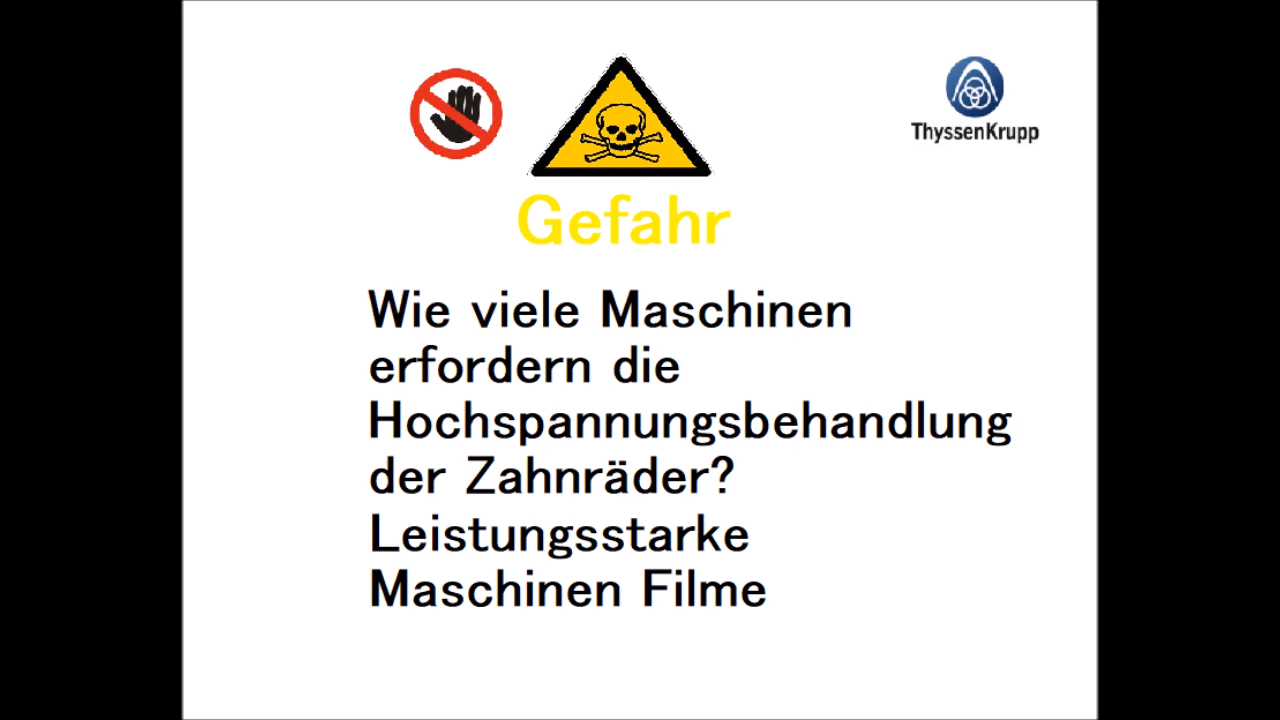 ThyssenKrupp
Gefahr
Wie viele Maschinen
erfordern die
Hochspannungsbehandlung
der Zahnräder?
Leistungsstarke
Maschinen Filme